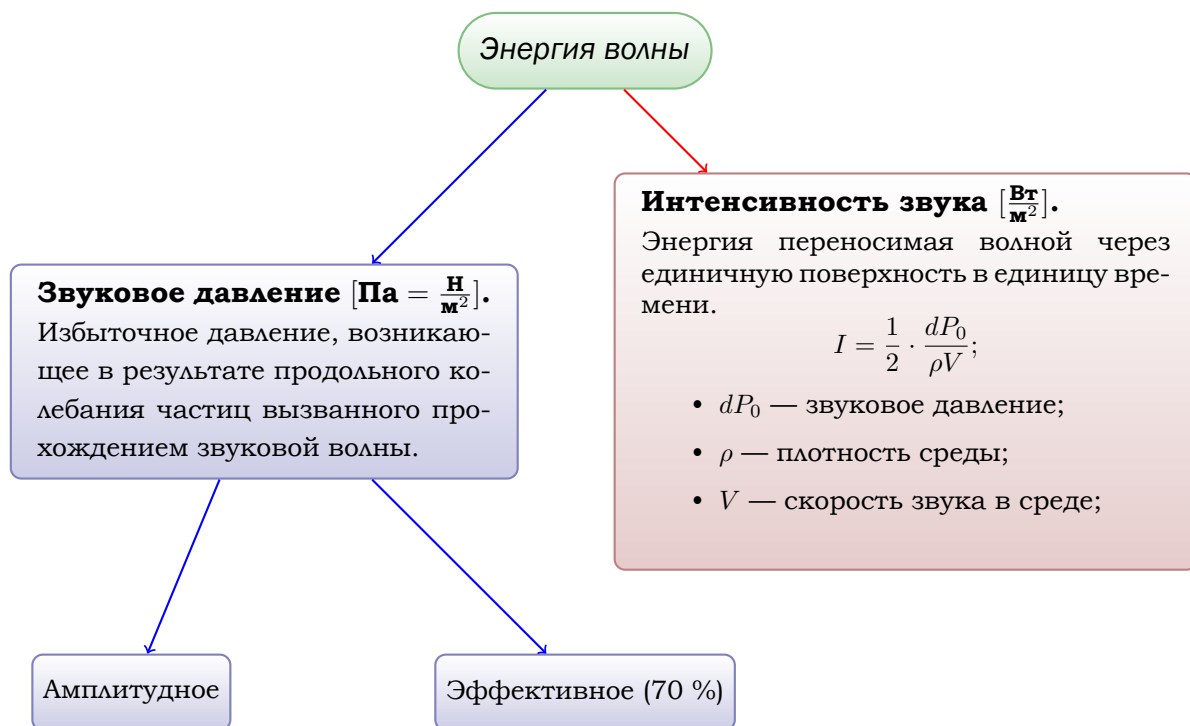 Энергия волны
Интенсивность звука [Вт/м²].
Энергия переносимая волной через
единичную поверхность в единицу вре-
мени.
I = 1/2 · dP₀/ρV;
• dP₀ — звуковое давление;
• ρ — плотность среды;
• V — скорость звука в среде;
Звуковое давление [Па = Н/м²].
Избыточное давление, возникаю-
щее в результате продольного ко-
лебания частиц вызванного про-
хождением звуковой волны.
Амплитудное
Эффективное (70 %)